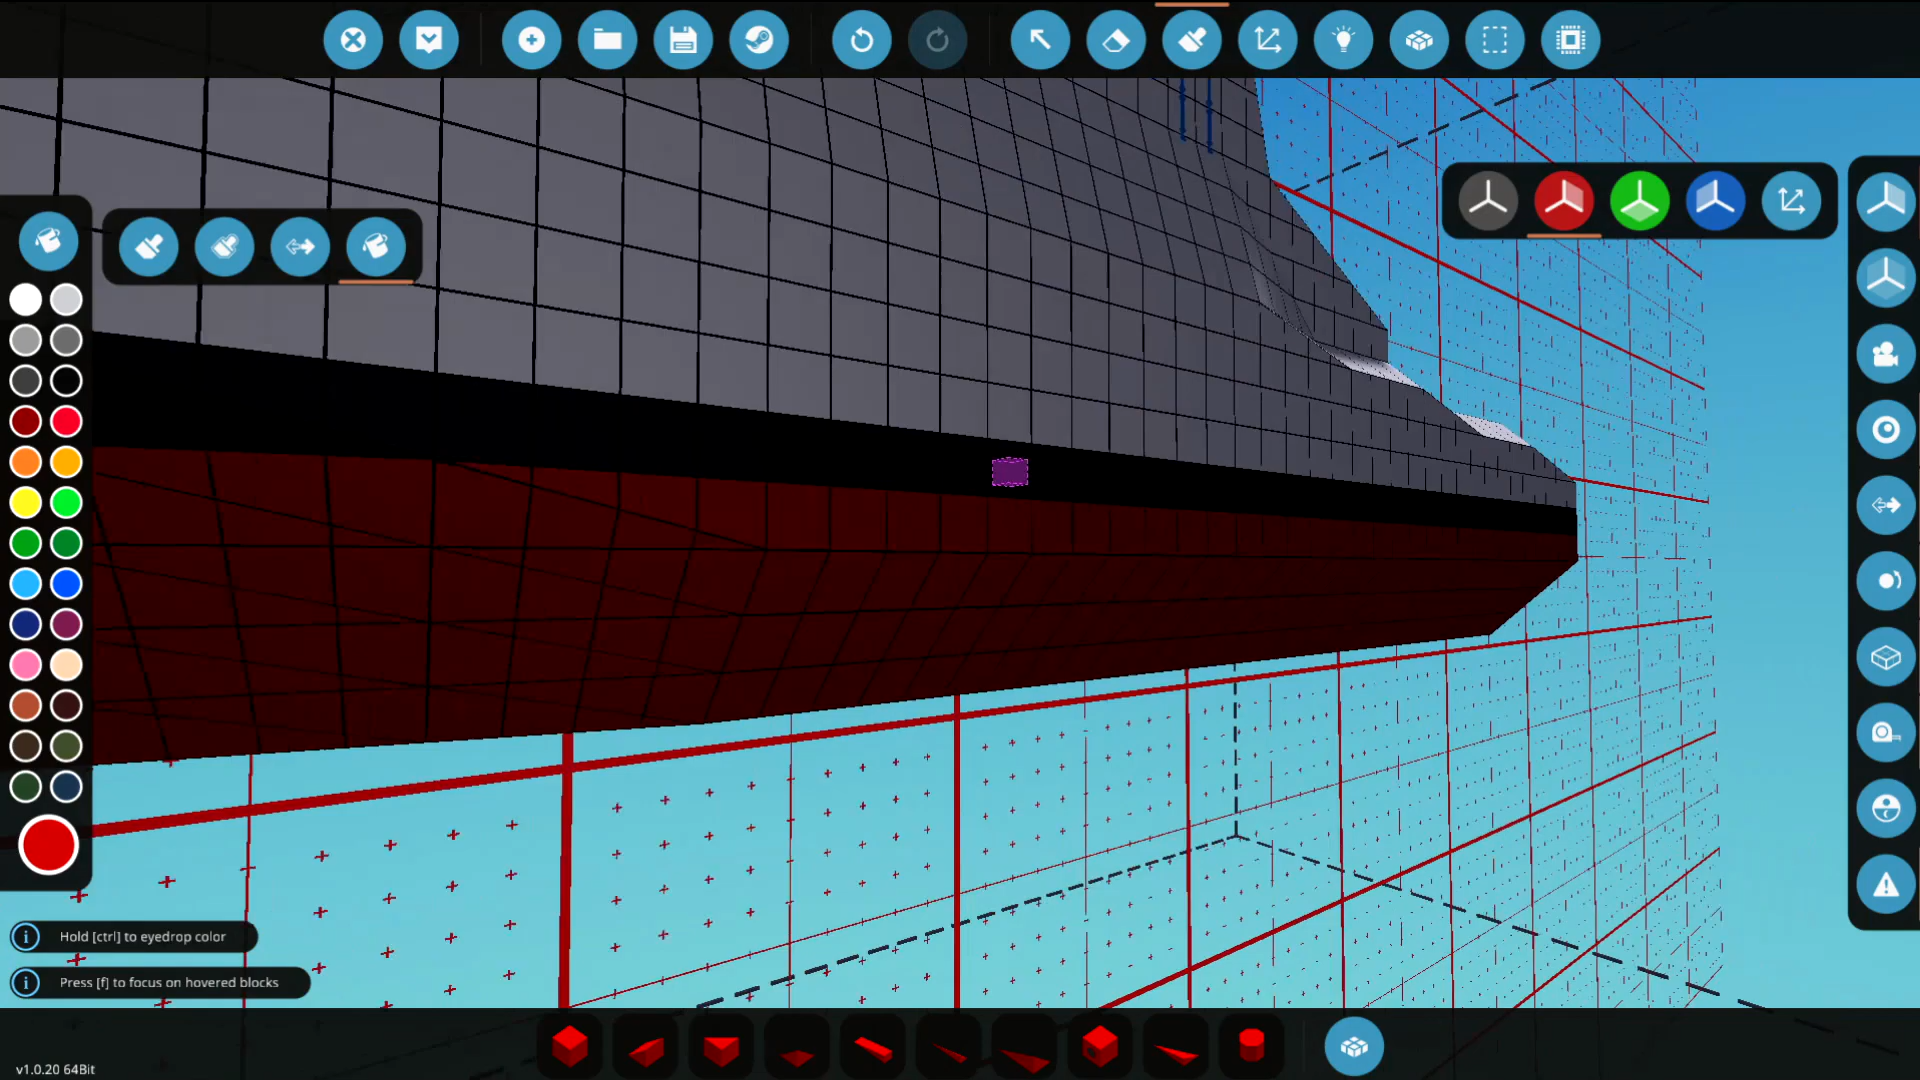 Hold [ctrl] to eyedrop color
Press [f] to focus on hovered blocks
v1.0.20 64Bit